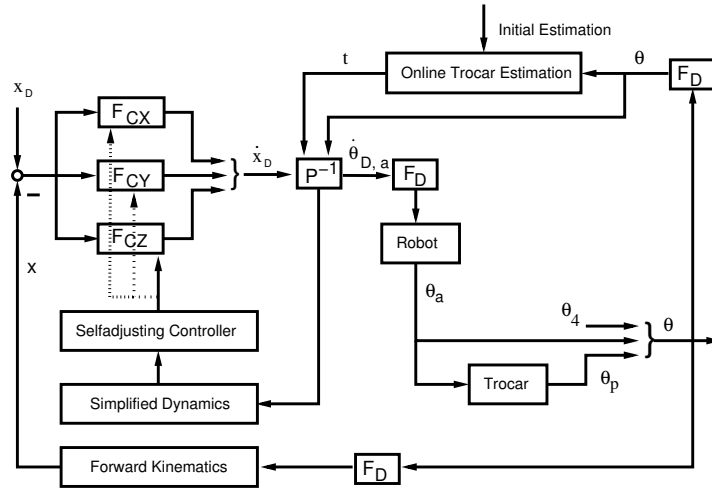 Initial Estimation
t
Online Trocar Estimation
θ
F_D
x_D
F_CX
F_CY
F_CZ
ẋ_D
P⁻¹
θ̇_D, a
F_D
−
x
Robot
θ_a
θ_4
θ
Selfadjusting Controller
Trocar
θ_p
Simplified Dynamics
Forward Kinematics
F_D